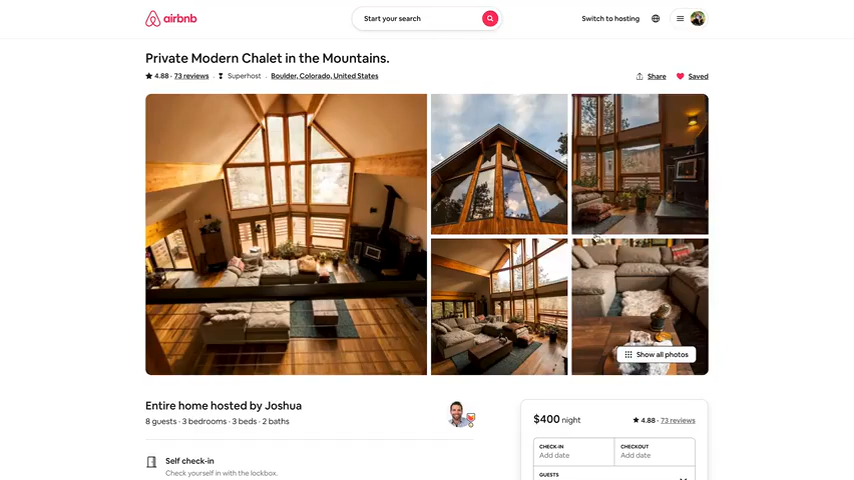 airbnb
Start your search
Switch to hosting
Private Modern Chalet in the Mountains.
4.88 · 73 reviews · Superhost · Boulder, Colorado, United States
Share
Saved
Show all photos
Entire home hosted by Joshua
8 guests · 3 bedrooms · 3 beds · 2 baths
$400 night
4.88 · 73 reviews
CHECK-IN
Add date
CHECKOUT
Add date
GUESTS
Self check-in
Check yourself in with the lockbox.